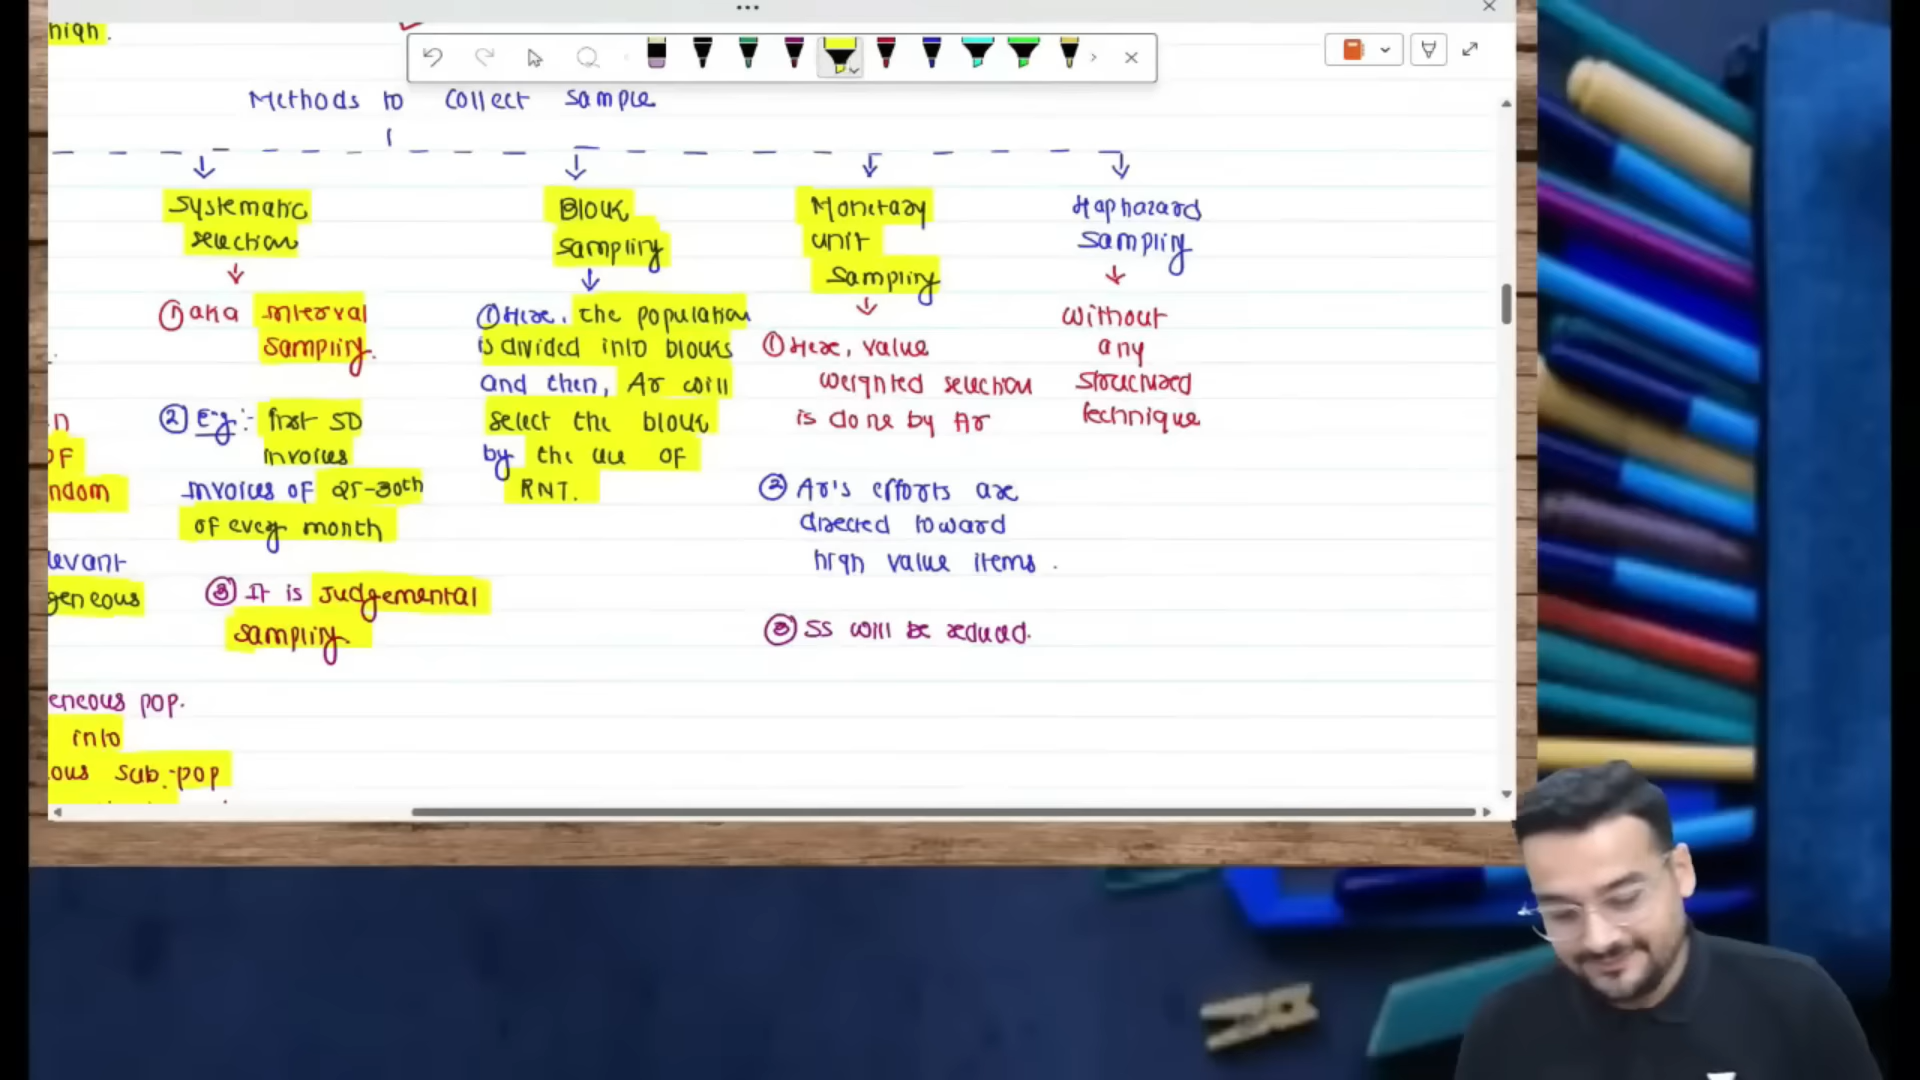 high.
Methods to collect sample
Systematic
selection
① aka interval
sampling.
② Eg:- first 50
invoices
invoices of 25-30th
of every month
③ It is Judgemental
sampling.
Block
sampling
① Here, the population
is divided into blocks
and then, Ar will
select the block
by the use of
RNT.
Monetary
unit
sampling
① Here, value
weighted selection
is done by Ar
② Ar's efforts are
directed toward
high value items.
③ SS will be reduced.
Haphazard
sampling
without
any
structured
technique
n
of
ndom
levant
geneous
eneous pop.
into
ous sub-pop